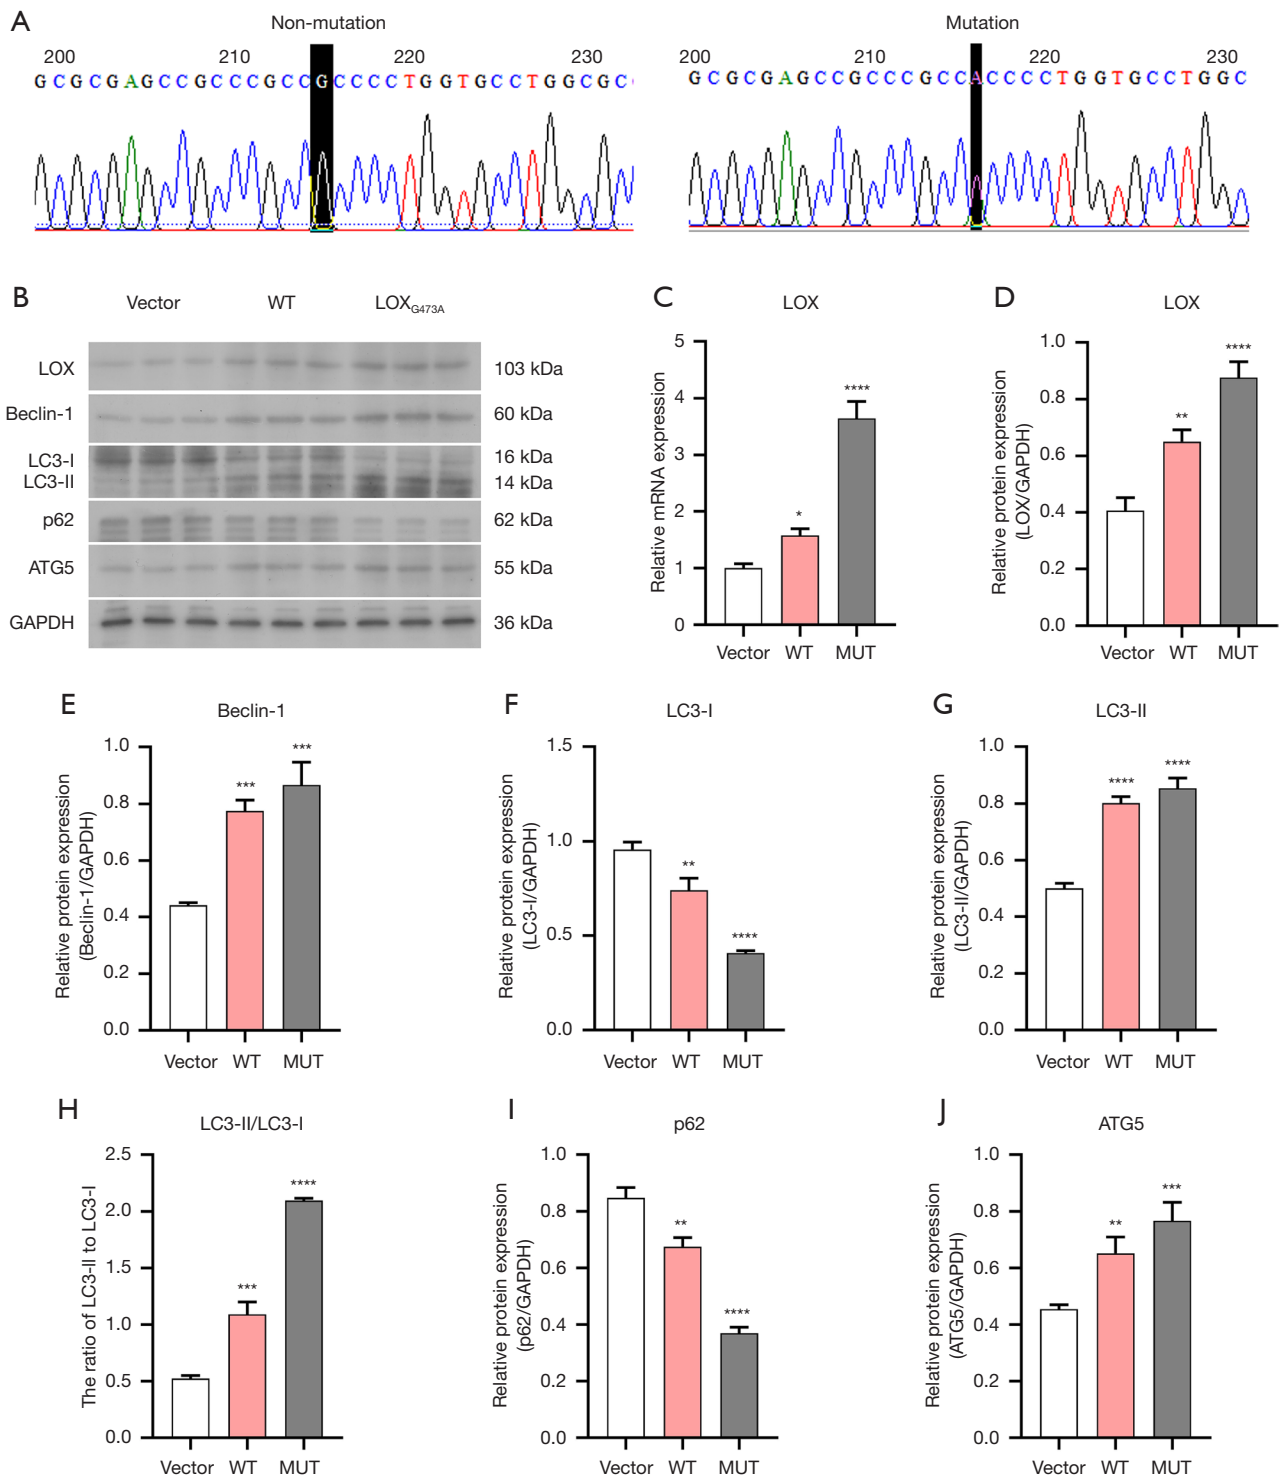 A
Non-mutation
Mutation
200 210 220 230
GCGCGAGCCGCCCGCCGCCCCTGGTGCCTGGCGC
200 210 220 230
GCGCGAGCCGCCCGCCACCCCTGGTGCCTGGC
B
Vector WT LOXG473A
LOX 103 kDa
Beclin-1 60 kDa
LC3-I 16 kDa
LC3-II 14 kDa
p62 62 kDa
ATG5 55 kDa
GAPDH 36 kDa
C
LOX
Relative mRNA expression
5
4
3
2
1
0
*
****
Vector WT MUT
D
LOX
Relative protein expression
(LOX/GAPDH)
1.0
0.8
0.6
0.4
0.2
0.0
**
****
Vector WT MUT
E
Beclin-1
Relative protein expression
(Beclin-1/GAPDH)
1.0
0.8
0.6
0.4
0.2
0.0
***
***
Vector WT MUT
F
LC3-I
Relative protein expression
(LC3-I/GAPDH)
1.5
1.0
0.5
0.0
**
****
Vector WT MUT
G
LC3-II
Relative protein expression
(LC3-II/GAPDH)
1.0
0.8
0.6
0.4
0.2
0.0
****
****
Vector WT MUT
H
LC3-II/LC3-I
The ratio of LC3-II to LC3-I
2.5
2.0
1.5
1.0
0.5
0.0
***
****
Vector WT MUT
I
p62
Relative protein expression
(p62/GAPDH)
1.0
0.8
0.6
0.4
0.2
0.0
**
****
Vector WT MUT
J
ATG5
Relative protein expression
(ATG5/GAPDH)
1.0
0.8
0.6
0.4
0.2
0.0
**
***
Vector WT MUT